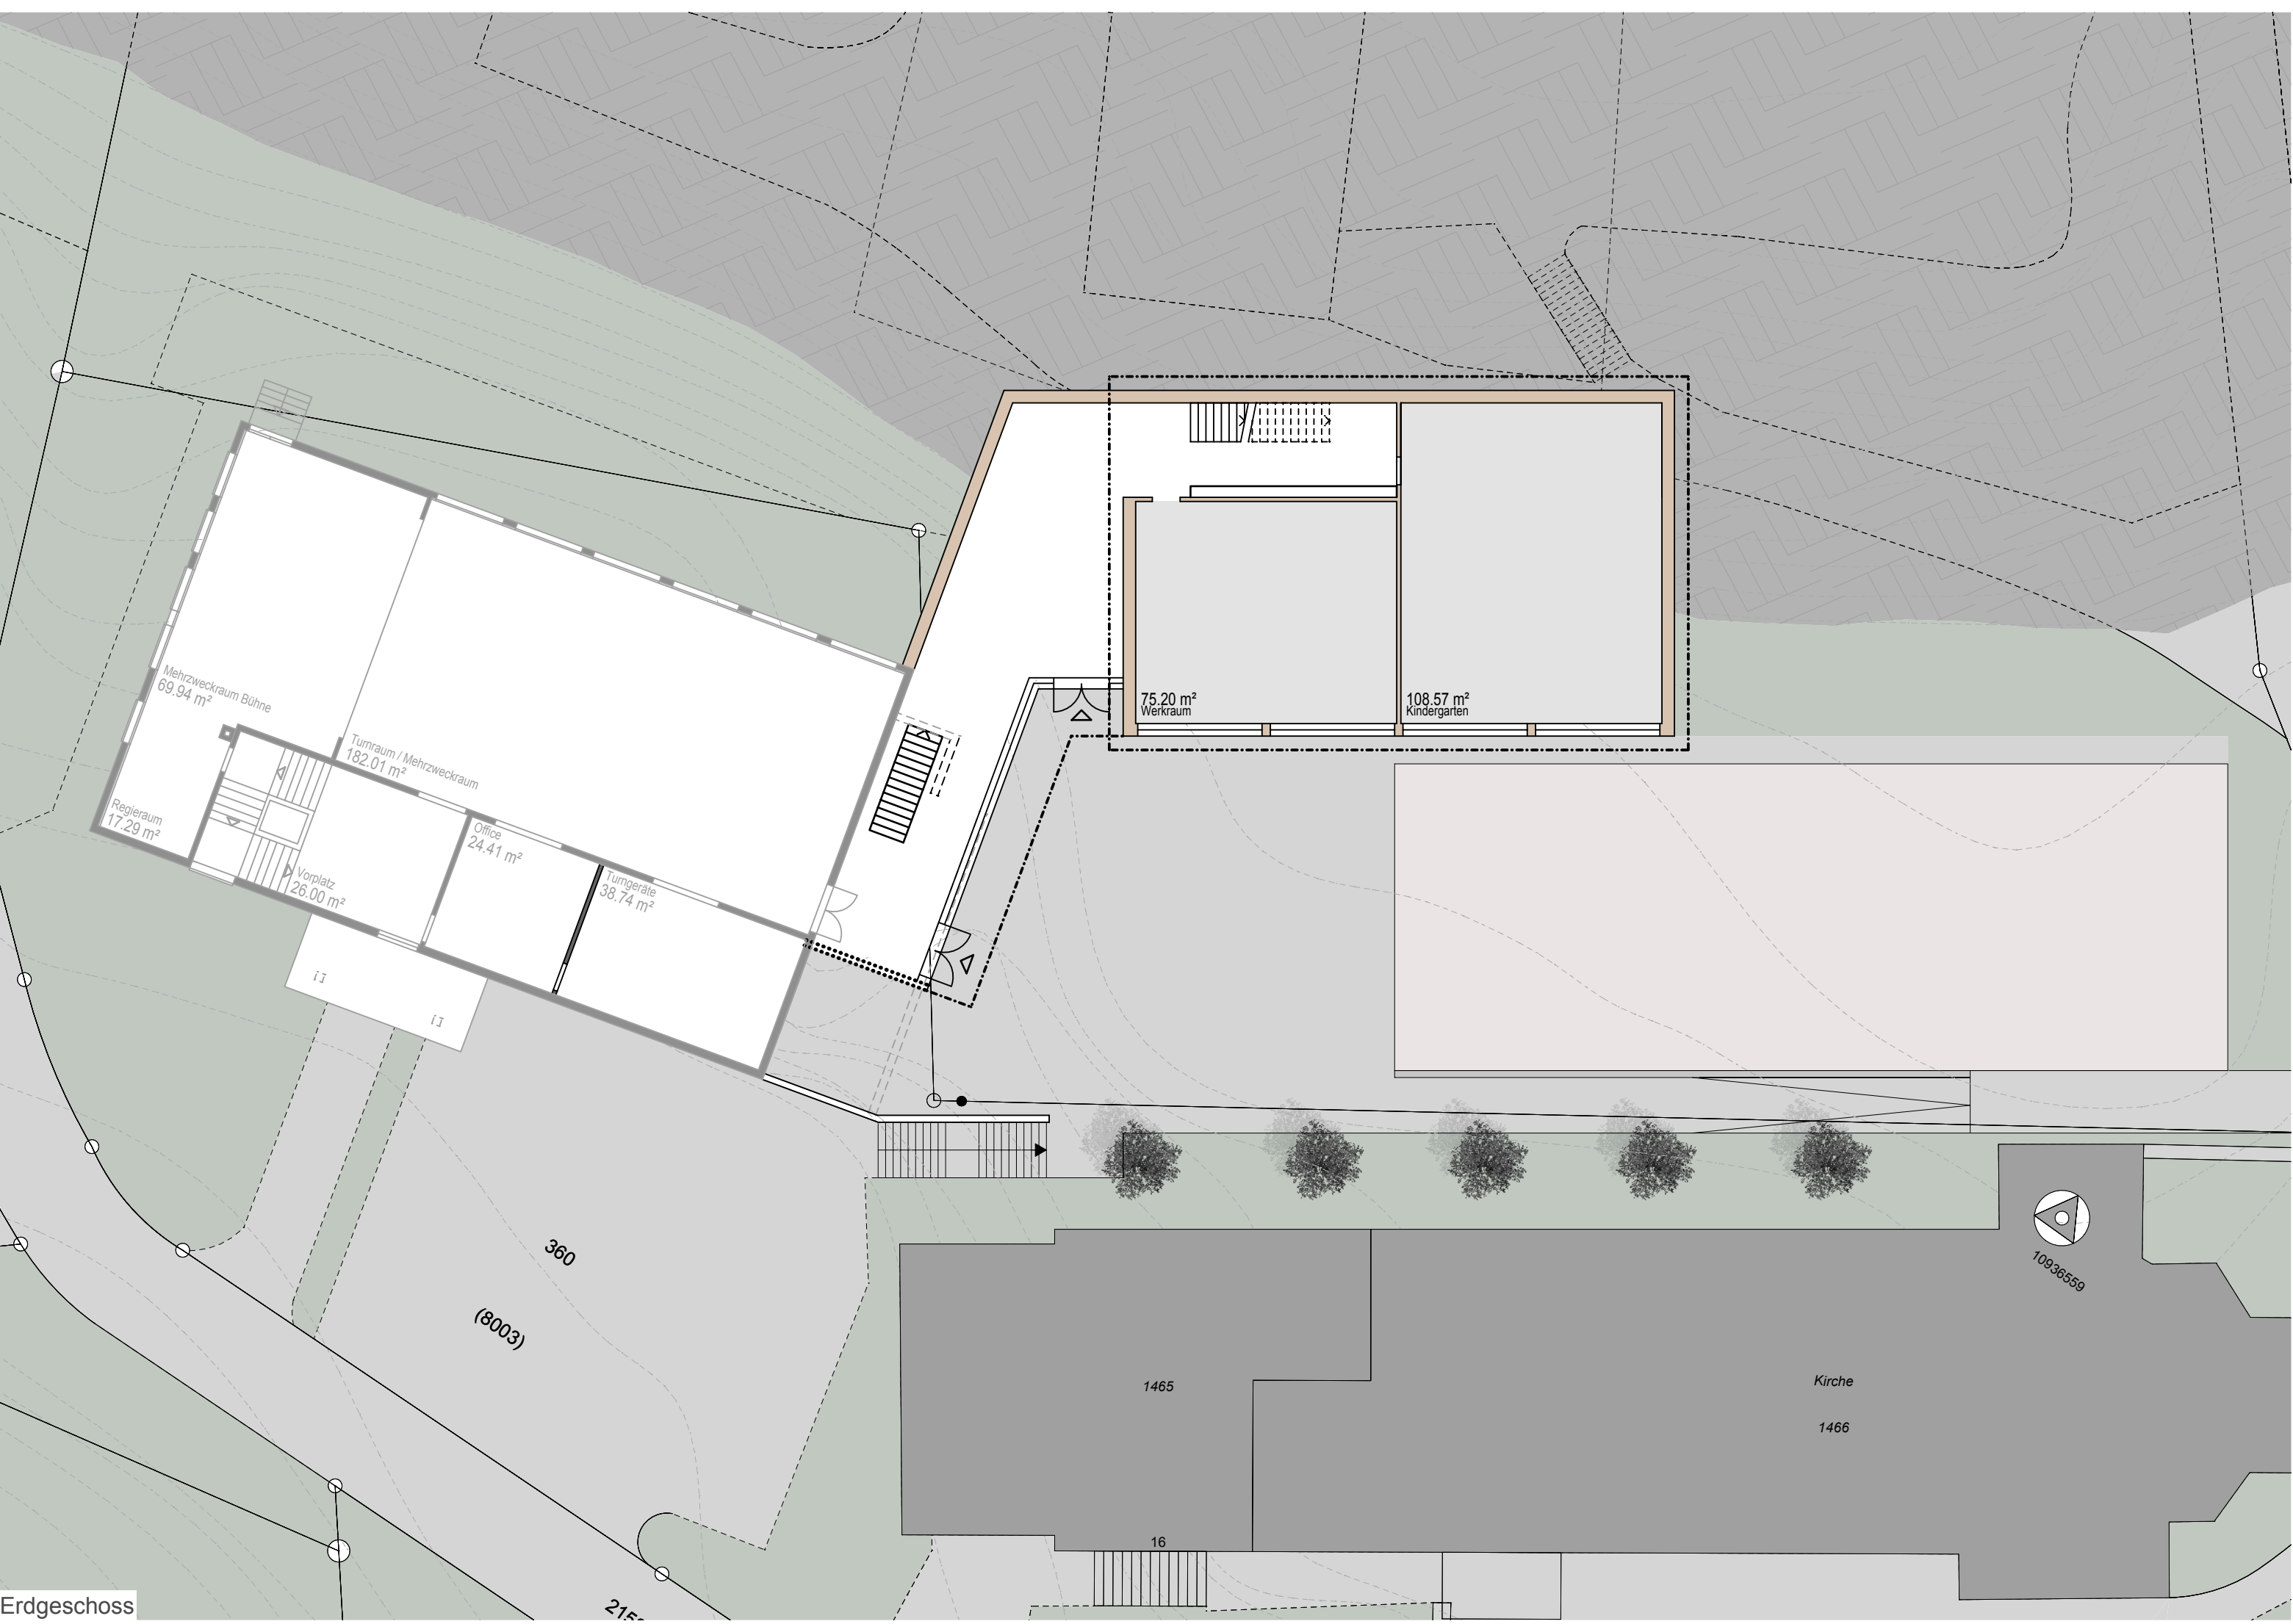 Mehrzweckraum Bühne
69.94 m²
75.20 m²
Werkraum
108.57 m²
Kindergarten
Turnraum / Mehrzweckraum
182.01 m²
Regieraum
17.29 m²
Office
24.41 m²
Vorplatz
26.00 m²
Turngeräte
38.74 m²
360
(8003)
10936559
1465
Kirche
1466
16
Erdgeschoss